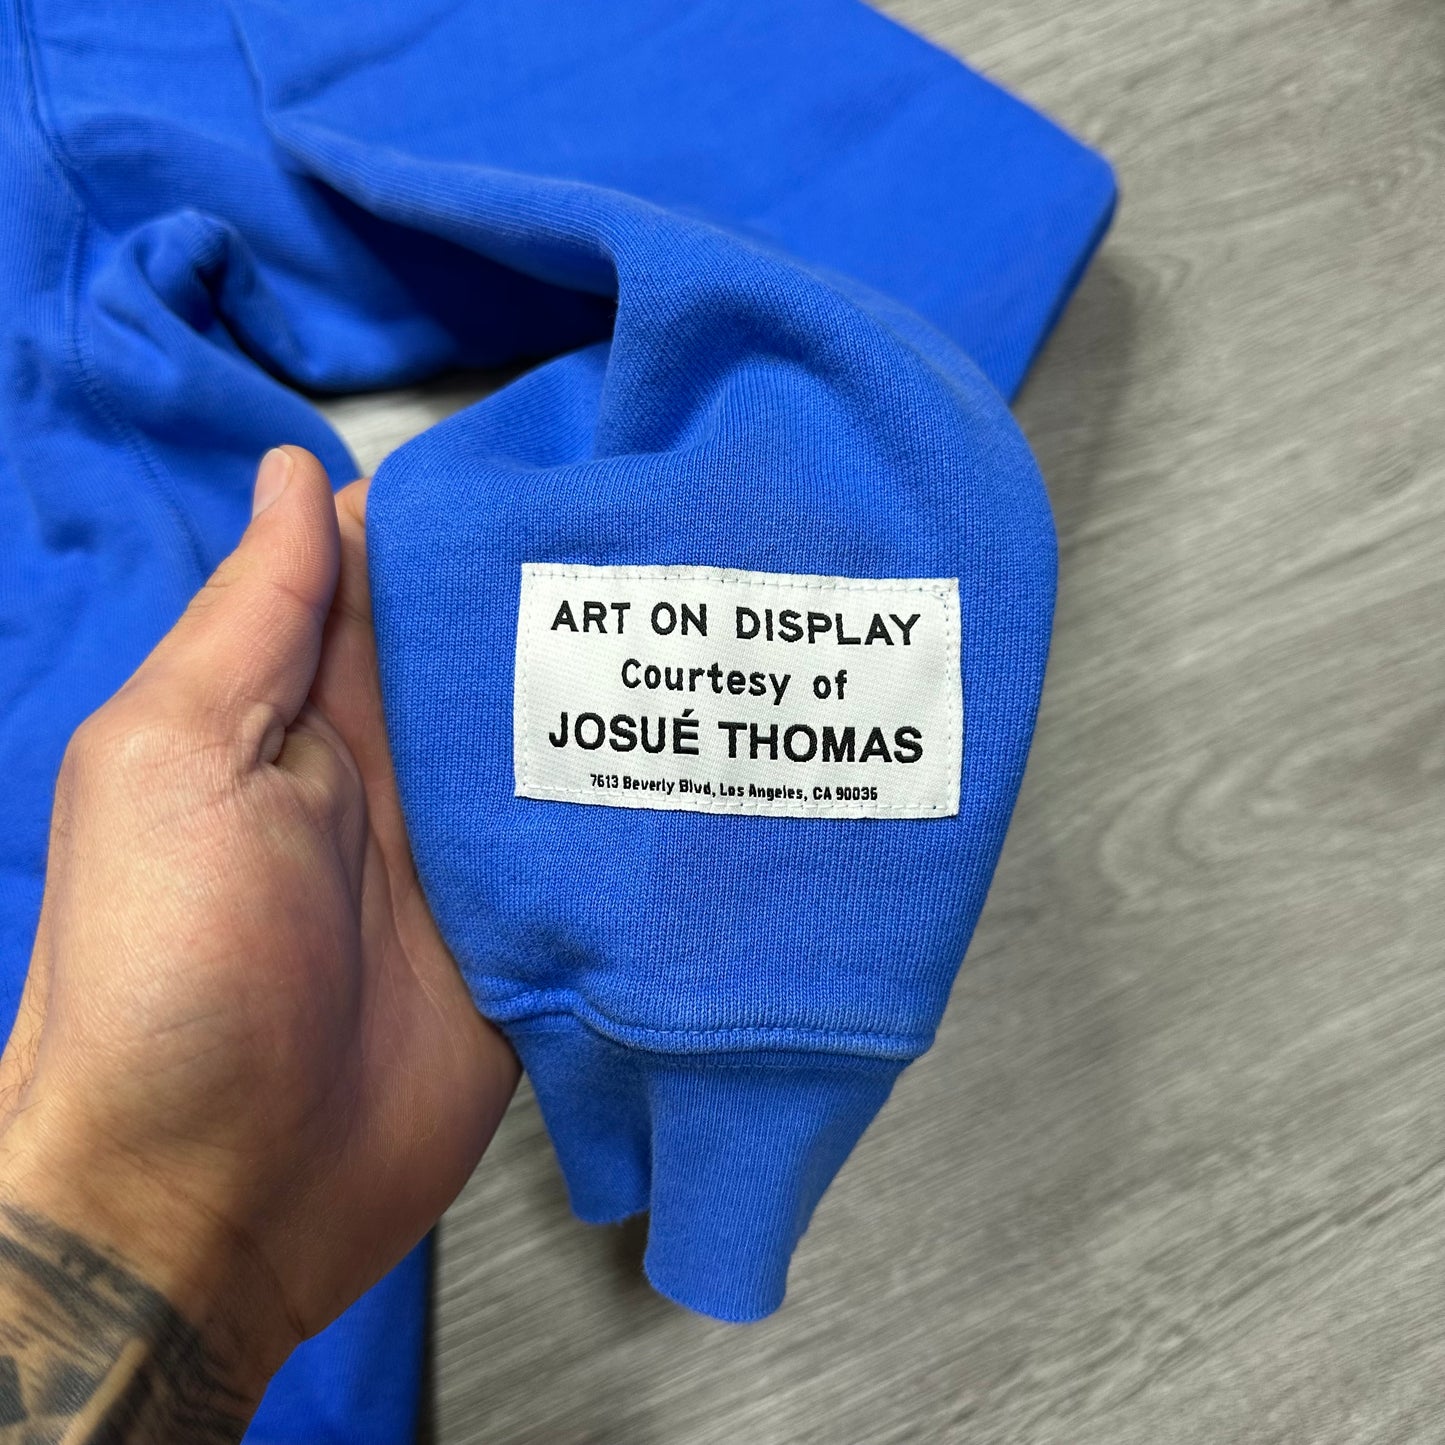 ART ON DISPLAY
Courtesy of
JOSUÉ THOMAS
7613 Beverly Blvd, Los Angeles, CA 90036